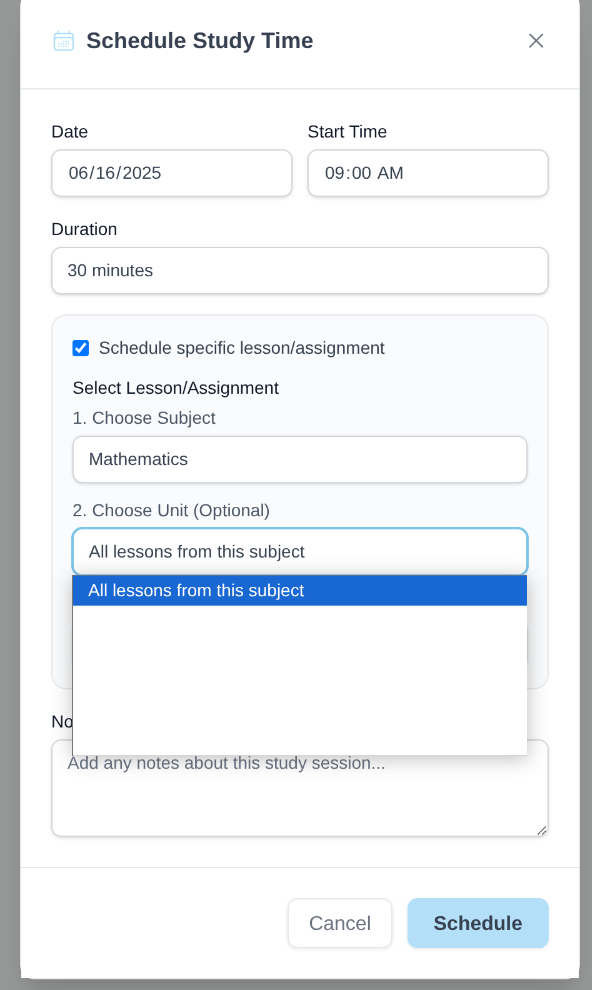 Schedule Study Time
Date
Start Time
06/16/2025
09:00 AM
Duration
30 minutes
Schedule specific lesson/assignment
Select Lesson/Assignment
1. Choose Subject
Mathematics
2. Choose Unit (Optional)
All lessons from this subject
All lessons from this subject
No
Add any notes about this study session...
Cancel
Schedule